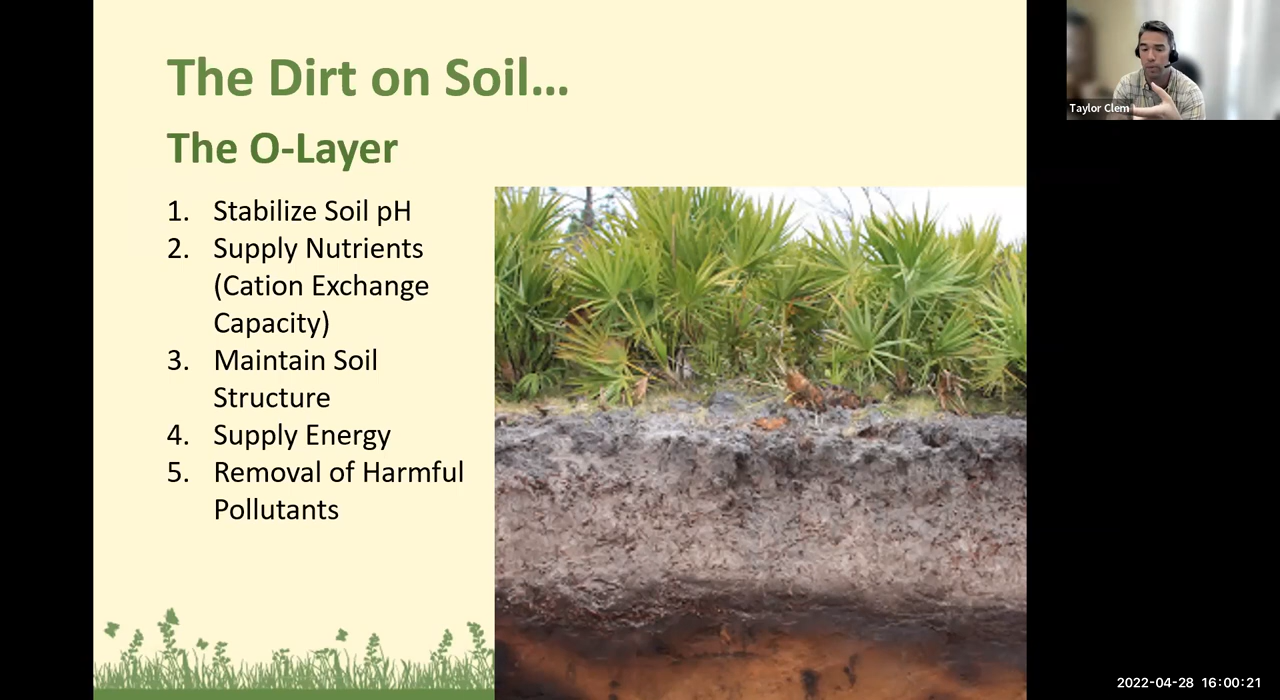 The Dirt on Soil...
The O-Layer
1. Stabilize Soil pH
2. Supply Nutrients
(Cation Exchange
Capacity)
3. Maintain Soil
Structure
4. Supply Energy
5. Removal of Harmful
Pollutants
Taylor Clem
2022-04-28 16:00:21